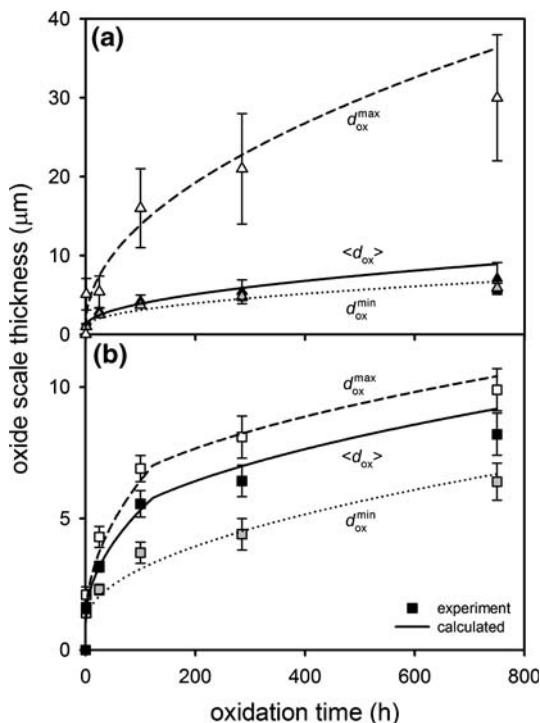 (a)
40
30
20
10
0
d_ox^max
<d_ox>
d_ox^min
oxide scale thickness (μm)
(b)
10
5
0
d_ox^max
<d_ox>
d_ox^min
experiment
calculated
0 200 400 600 800
oxidation time (h)